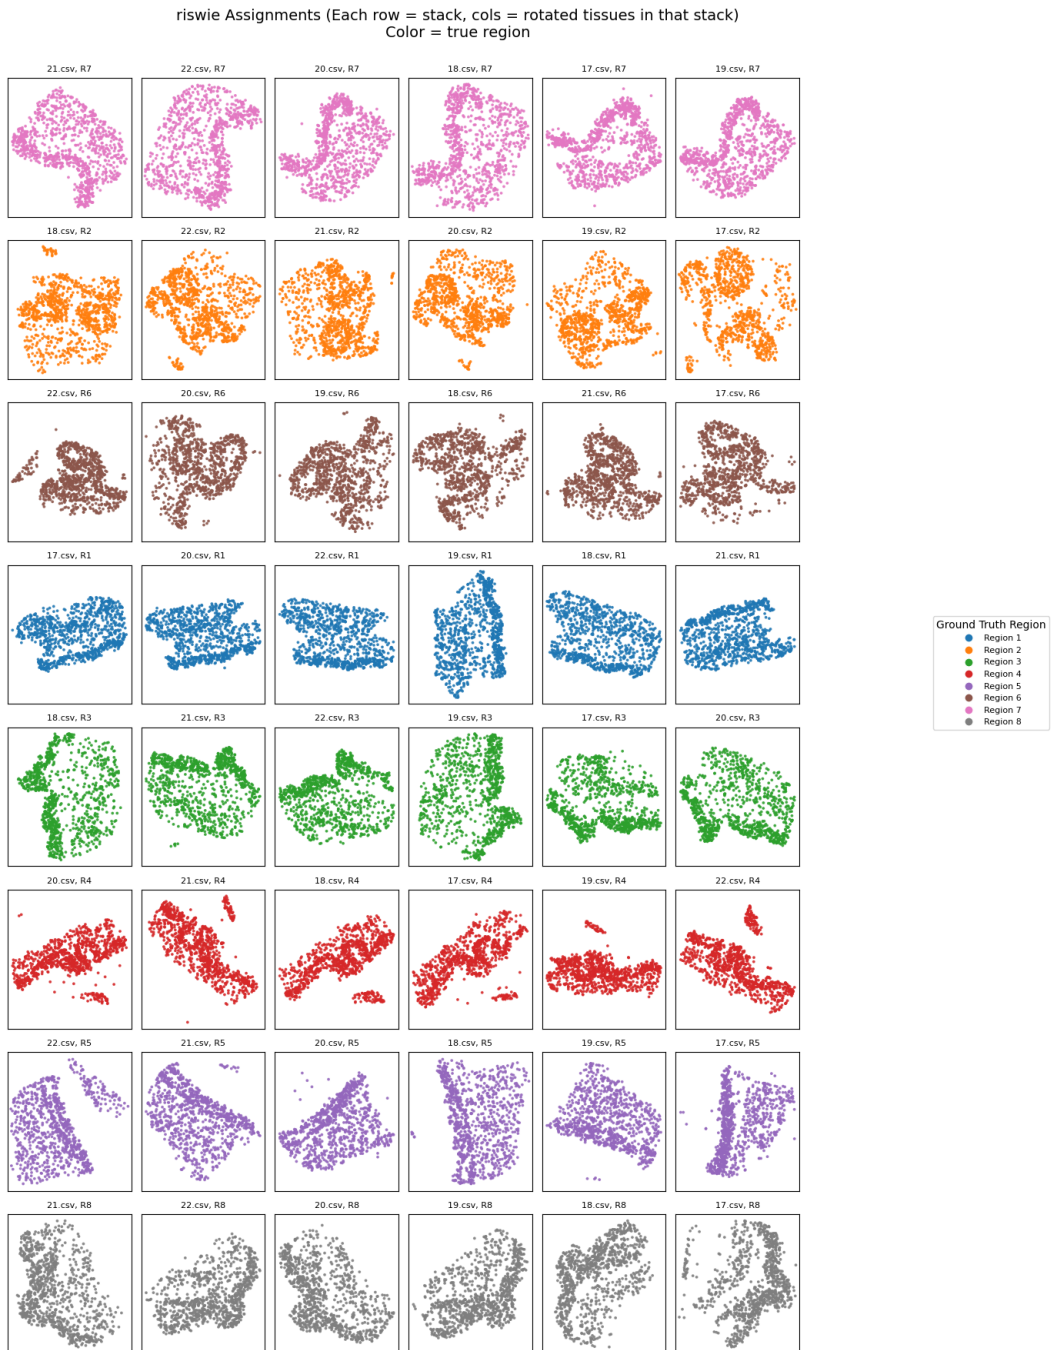 riswie Assignments (Each row = stack, cols = rotated tissues in that stack)
Color = true region
21.csv, R7
22.csv, R7
20.csv, R7
18.csv, R7
17.csv, R7
19.csv, R7
18.csv, R2
22.csv, R2
21.csv, R2
20.csv, R2
19.csv, R2
17.csv, R2
22.csv, R6
20.csv, R6
19.csv, R6
18.csv, R6
21.csv, R6
17.csv, R6
17.csv, R1
20.csv, R1
22.csv, R1
19.csv, R1
18.csv, R1
21.csv, R1
Ground Truth Region
Region 1
Region 2
Region 3
Region 4
Region 5
Region 6
Region 7
Region 8
18.csv, R3
21.csv, R3
22.csv, R3
19.csv, R3
17.csv, R3
20.csv, R3
20.csv, R4
21.csv, R4
18.csv, R4
17.csv, R4
19.csv, R4
22.csv, R4
22.csv, R5
21.csv, R5
20.csv, R5
18.csv, R5
19.csv, R5
17.csv, R5
21.csv, R8
22.csv, R8
20.csv, R8
19.csv, R8
18.csv, R8
17.csv, R8